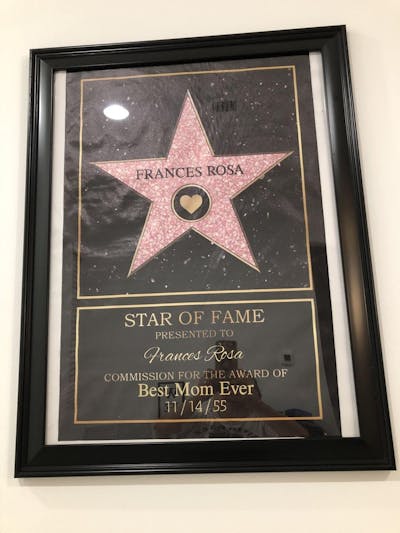 FRANCES ROSA
STAR OF FAME
PRESENTED TO
Frances Rosa
COMMISSION FOR THE AWARD OF
Best Mom Ever
11/14/55